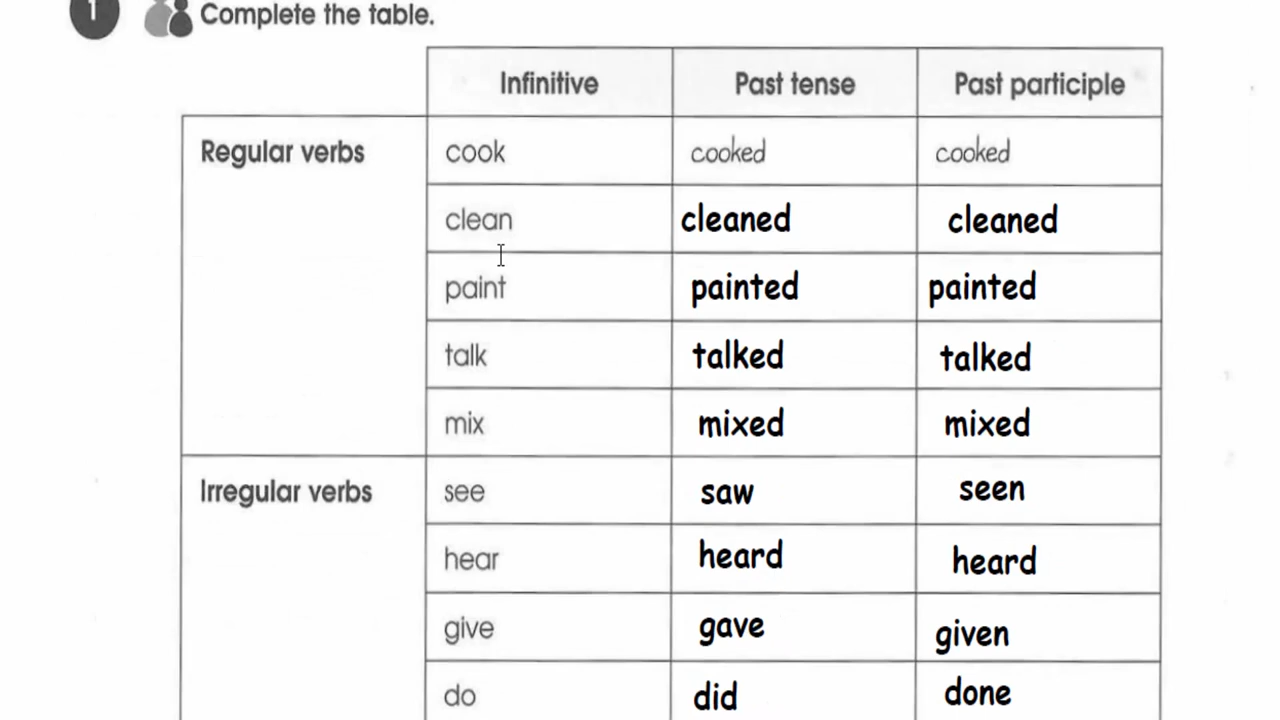 1 Complete the table.
Infinitive Past tense Past participle
Regular verbs cook cooked cooked
clean cleaned cleaned
paint painted painted
talk talked talked
mix mixed mixed
Irregular verbs see saw seen
hear heard heard
give gave given
do did done